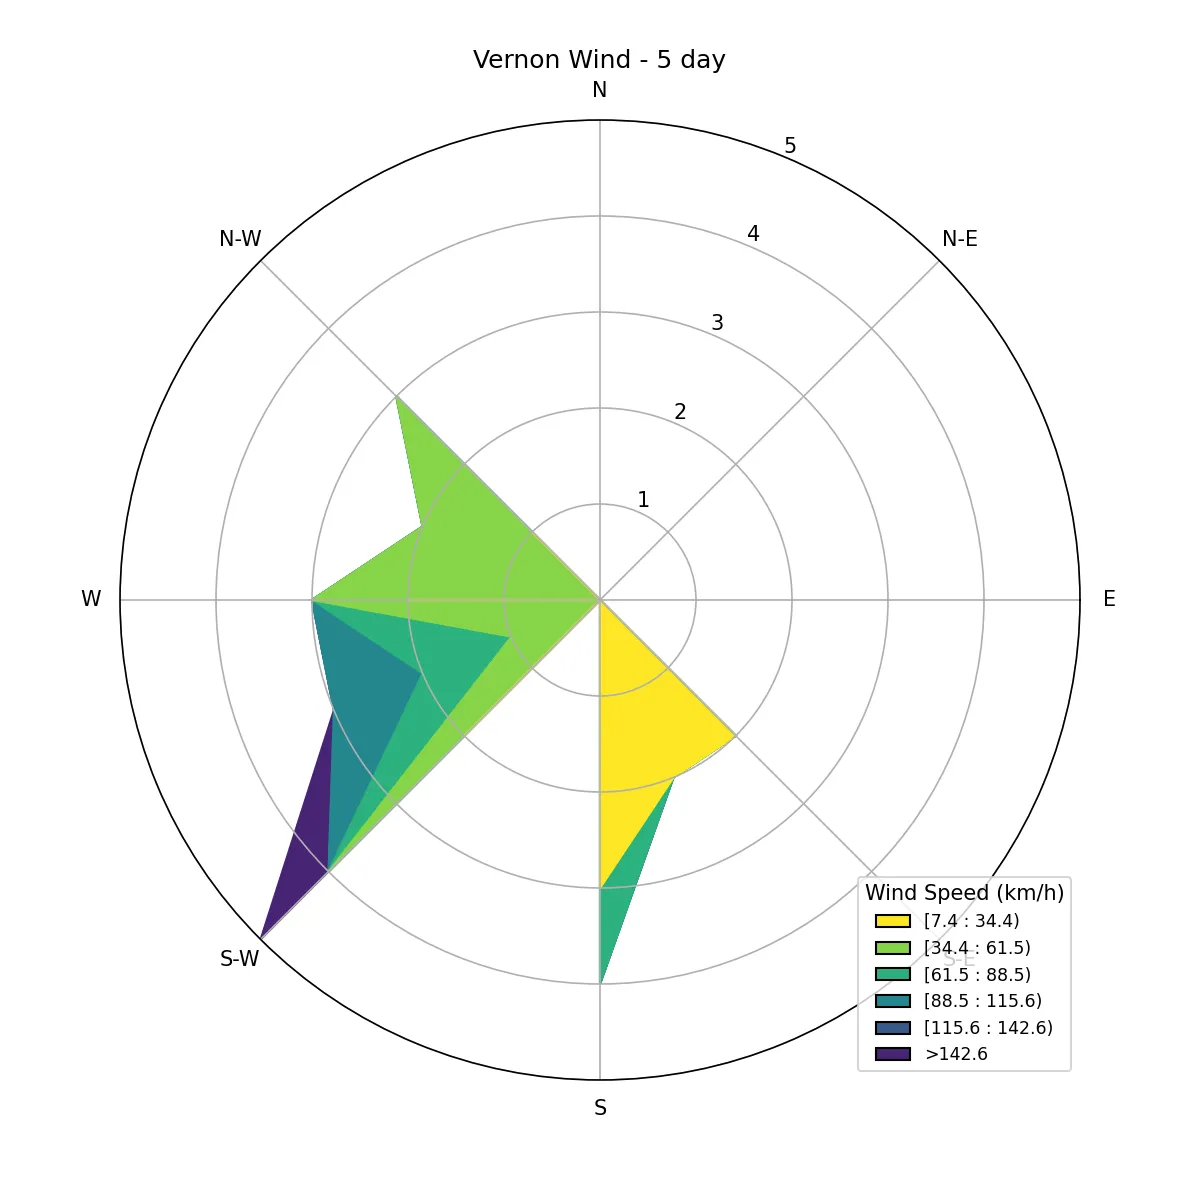 Vernon Wind - 5 day
N
5
N-W
N-E
4
3
2
1
W
E
Wind Speed (km/h)
[7.4 : 34.4)
[34.4 : 61.5)
S-W
S-E
[61.5 : 88.5)
[88.5 : 115.6)
[115.6 : 142.6)
>142.6
S